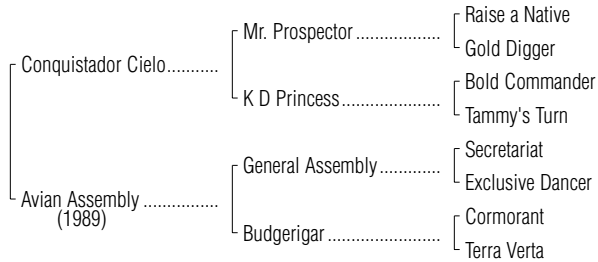 Raise a Native
Mr. Prospector ..................
Gold Digger
Conquistador Cielo...........
Bold Commander
K D Princess.....................
Tammy's Turn
Secretariat
General Assembly.............
Exclusive Dancer
Avian Assembly ................
(1989)
Cormorant
Budgerigar ........................
Terra Verta